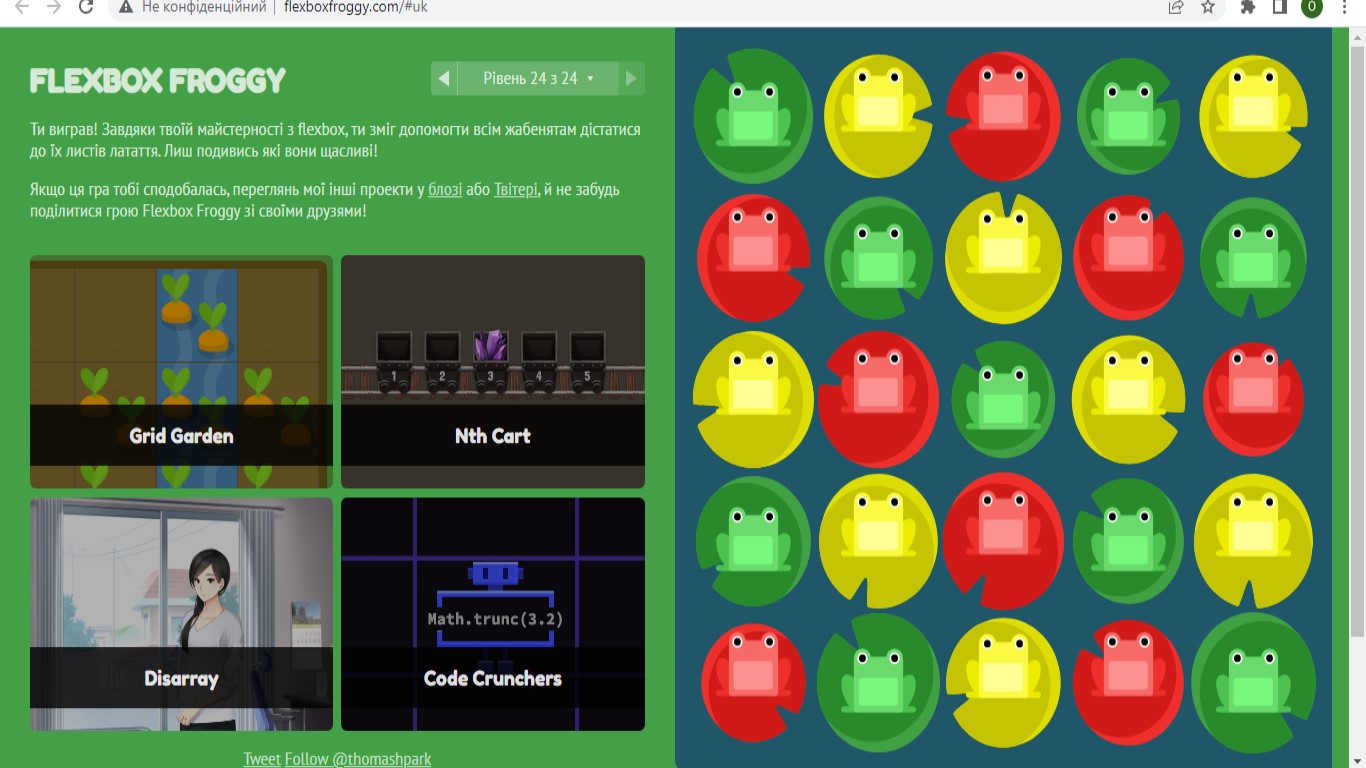 Не конфіденційний
flexboxfroggy.com/#uk
O
FLEXBOX FROGGY
Рівень 24 з 24
Ти виграв! Завдяки твоїй майстерності з flexbox, ти зміг допомогти всім жабенятам дістатися
до їх листів латаття. Лиш подивись які вони щасливі!
Якщо ця гра тобі сподобалась, переглянь мої інші проекти у блозі або Твітері, й не забудь
поділитися грою Flexbox Froggy зі своїми друзями!
1 2 3 4 5
Grid Garden
Nth Cart
Math.trunc(3.2)
Disarray
Code Crunchers
Tweet Follow @thomashpark